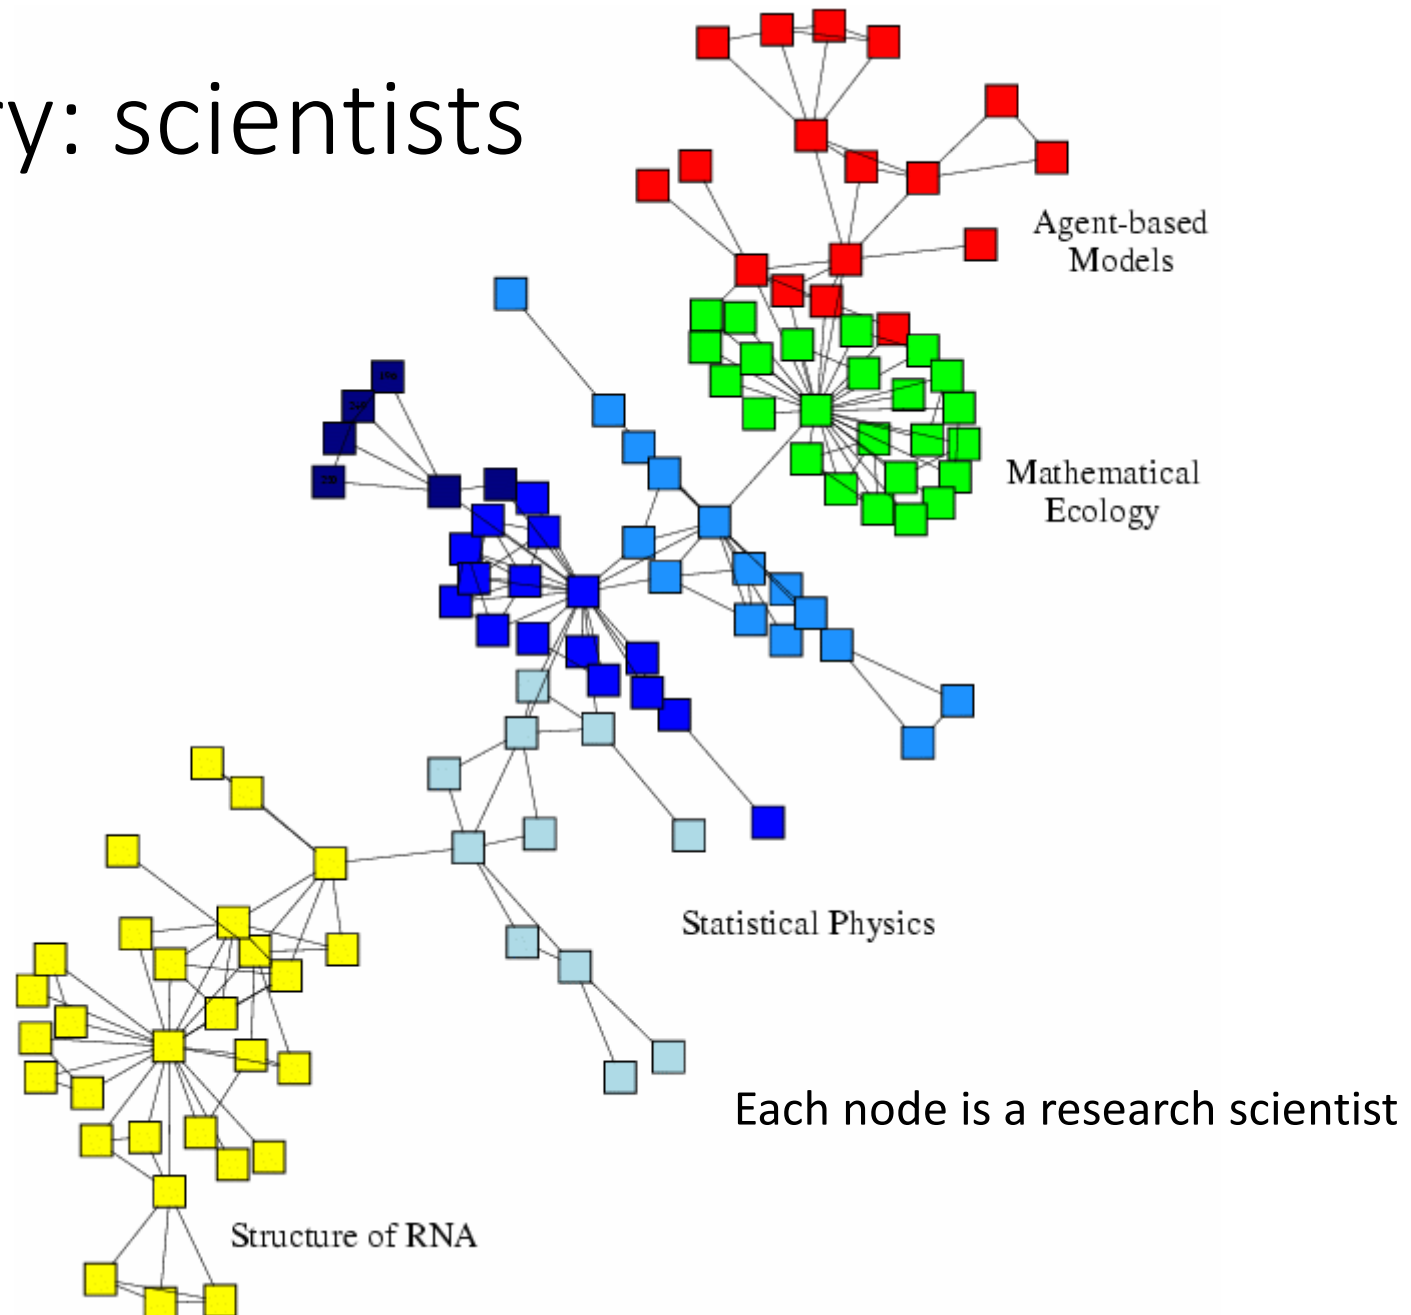 y: scientists
Agent-based
Models
Mathematical
Ecology
Statistical Physics
Each node is a research scientist
Structure of RNA